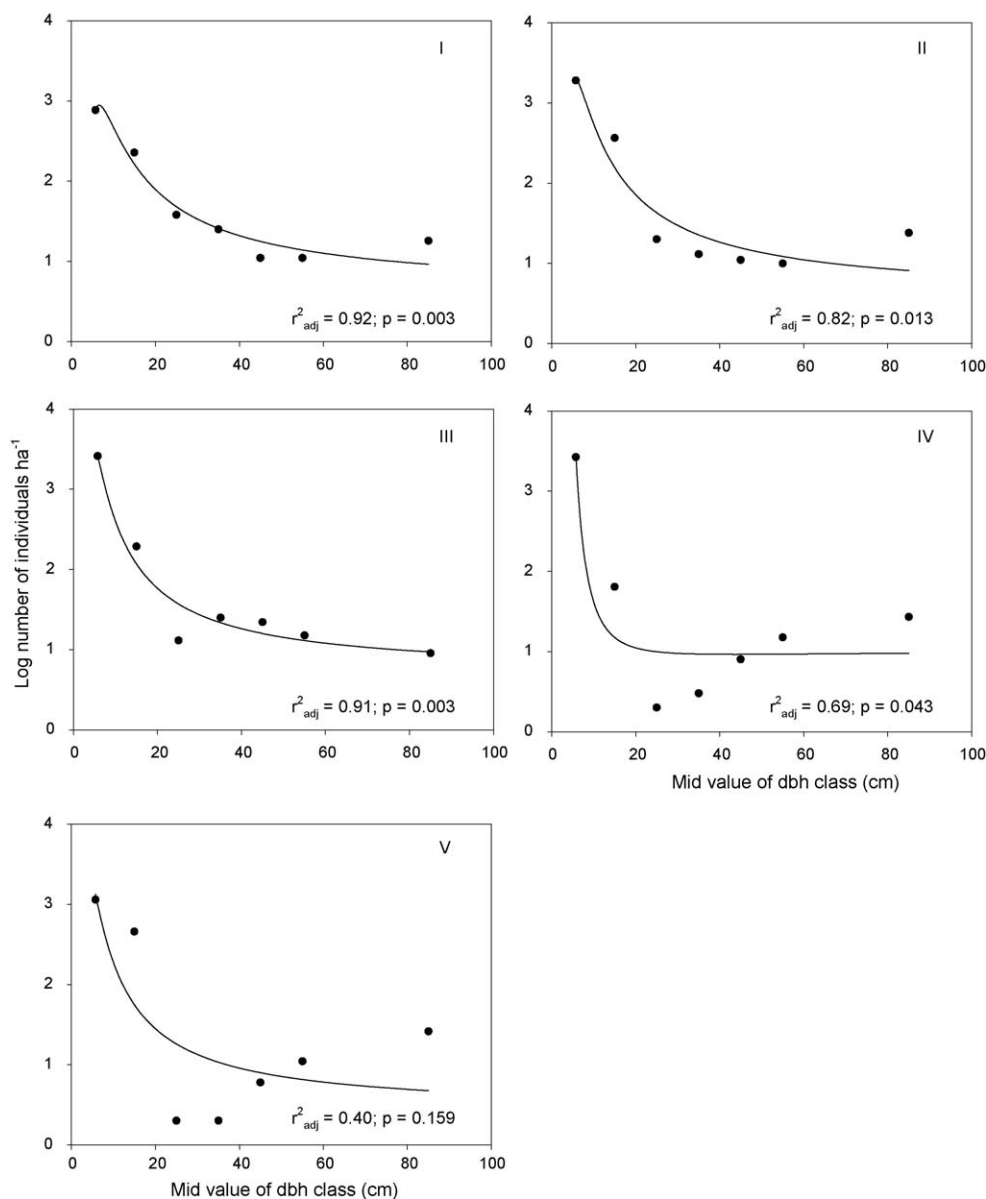 4
3
2
1
0
I
r²adj = 0.92; p = 0.003
0 20 40 60 80 100
4
3
2
1
0
II
r²adj = 0.82; p = 0.013
0 20 40 60 80 100
Log number of individuals ha⁻¹
4
3
2
1
0
III
r²adj = 0.91; p = 0.003
0 20 40 60 80 100
4
3
2
1
0
IV
r²adj = 0.69; p = 0.043
0 20 40 60 80 100
Mid value of dbh class (cm)
4
3
2
1
0
V
r²adj = 0.40; p = 0.159
0 20 40 60 80 100
Mid value of dbh class (cm)